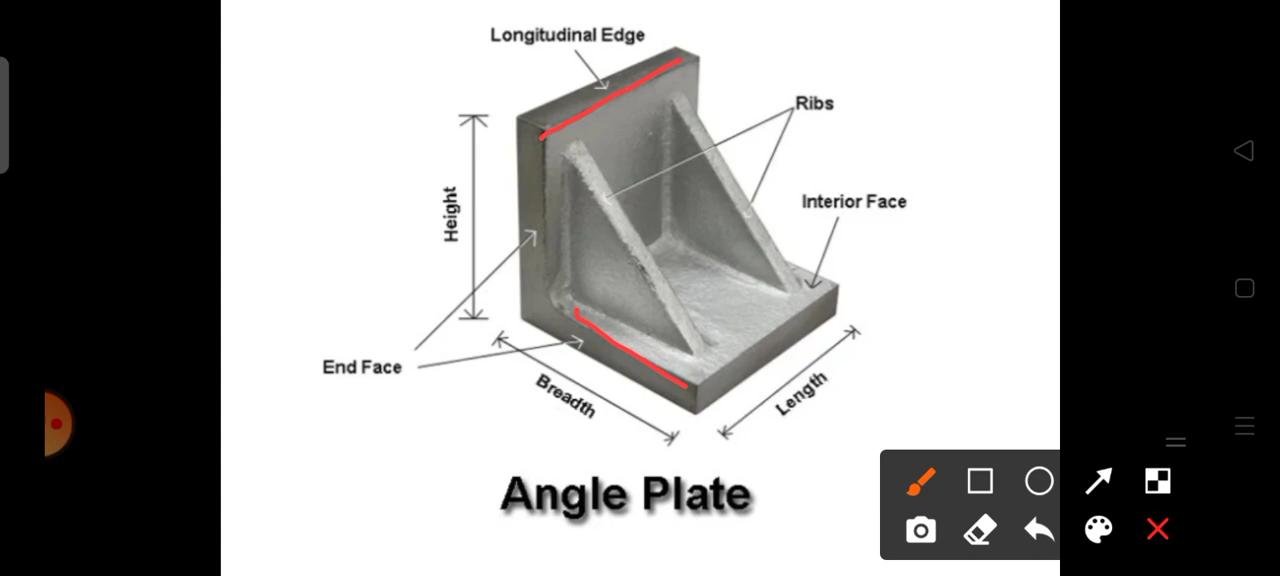 Longitudinal Edge
Ribs
Height
Interior Face
End Face
Breadth
Length
Angle Plate